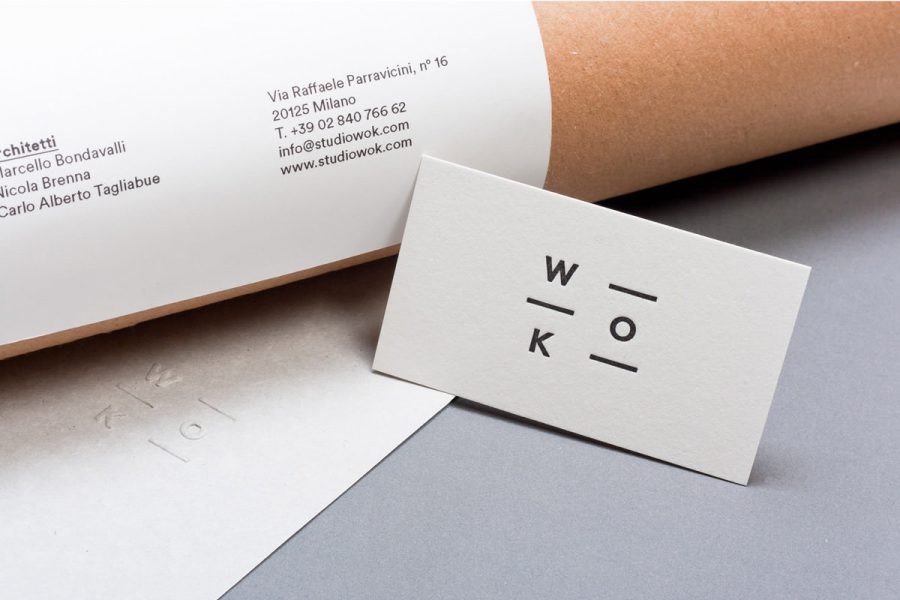 rchitetti
Marcello Bondavalli
Nicola Brenna
Carlo Alberto Tagliabue
Via Raffaele Parravicini, n° 16
20125 Milano
T. +39 02 840 766 62
info@studiowok.com
www.studiowok.com
W
O
K
W
K
O